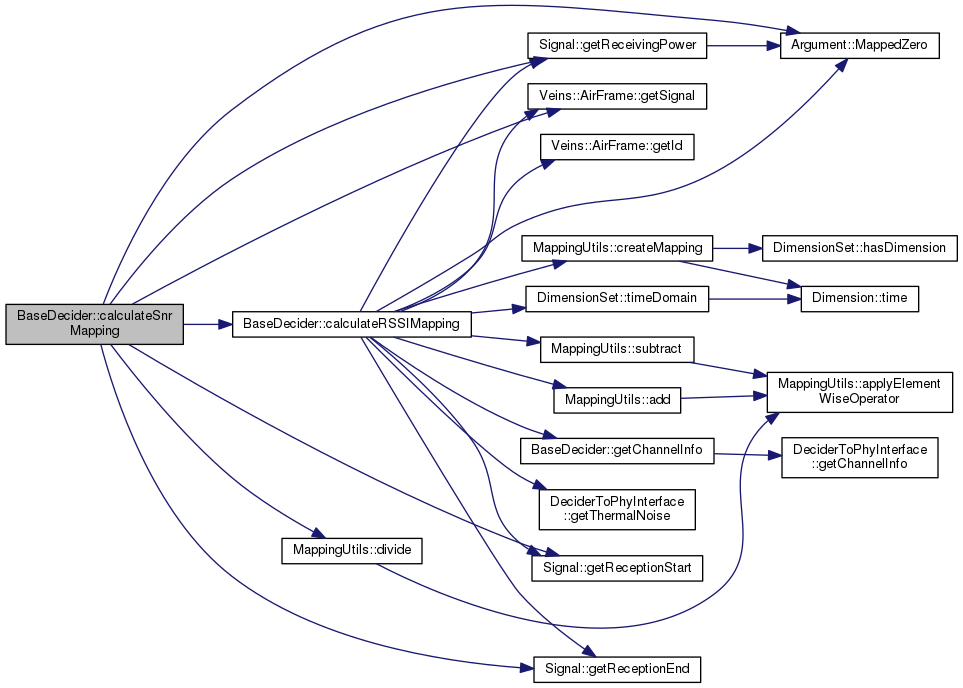 BaseDecider::calculateSnr
Mapping
BaseDecider::calculateRSSIMapping
MappingUtils::divide
Signal::getReceivingPower
Veins::AirFrame::getSignal
Veins::AirFrame::getId
MappingUtils::createMapping
DimensionSet::timeDomain
MappingUtils::subtract
MappingUtils::add
BaseDecider::getChannelInfo
DeciderToPhyInterface
::getThermalNoise
Signal::getReceptionStart
Signal::getReceptionEnd
Argument::MappedZero
DimensionSet::hasDimension
Dimension::time
MappingUtils::applyElement
WiseOperator
DeciderToPhyInterface
::getChannelInfo